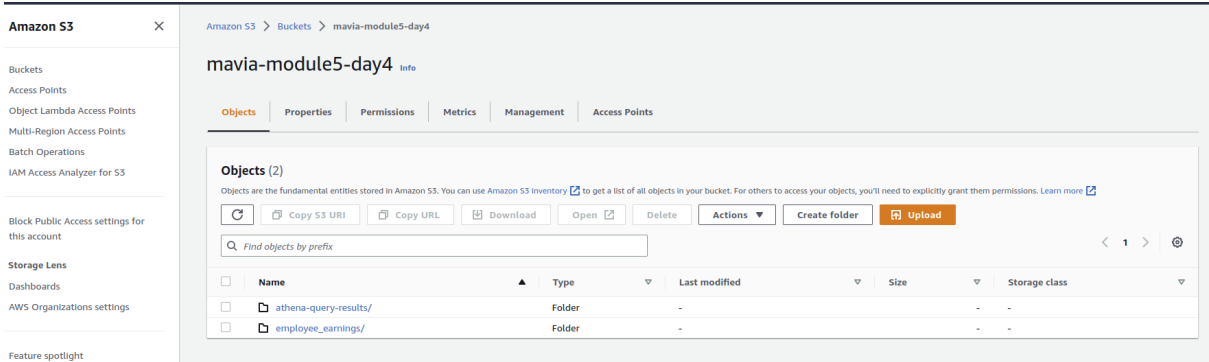 Amazon S3
Buckets
Access Points
Object Lambda Access Points
Multi-Region Access Points
Batch Operations
IAM Access Analyzer for S3
Block Public Access settings for
this account
Storage Lens
Dashboards
AWS Organizations settings
Feature spotlight
Amazon S3 > Buckets > mavia-module5-day4
mavia-module5-day4 Info
Objects Properties Permissions Metrics Management Access Points
Objects (2)
Objects are the fundamental entities stored in Amazon S3. You can use Amazon S3 inventory to get a list of all objects in your bucket. For others to access your objects, you'll need to explicitly grant them permissions. Learn more
Copy S3 URI Copy URL Download Open Delete Actions Create folder Upload
Find objects by prefix
1
Name Type Last modified Size Storage class
athena-query-results/ Folder - - -
employee_earnings/ Folder - - -